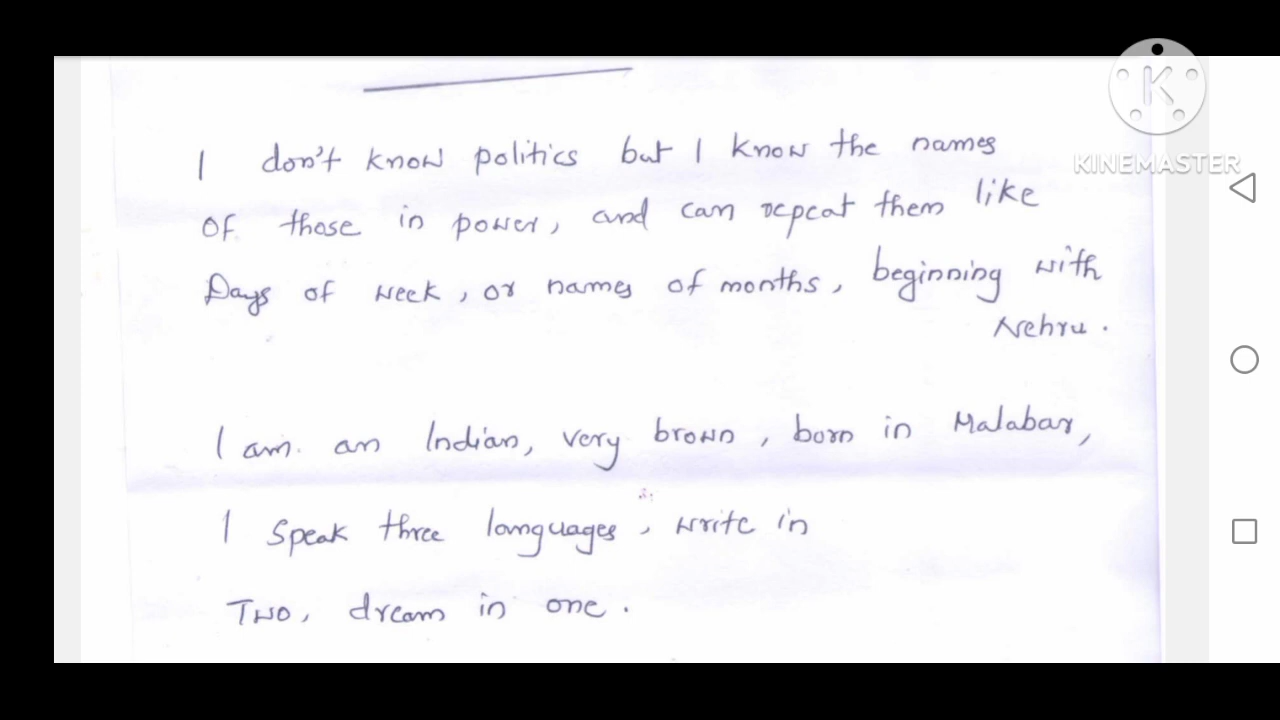 KINEMASTER
I don't know politics but I know the names
of those in power, and can repeat them like
Days of week, or names of months, beginning with
Nehru.
I am an Indian, very brown, born in Malabar,
I speak three languages, write in
Two, dream in one.